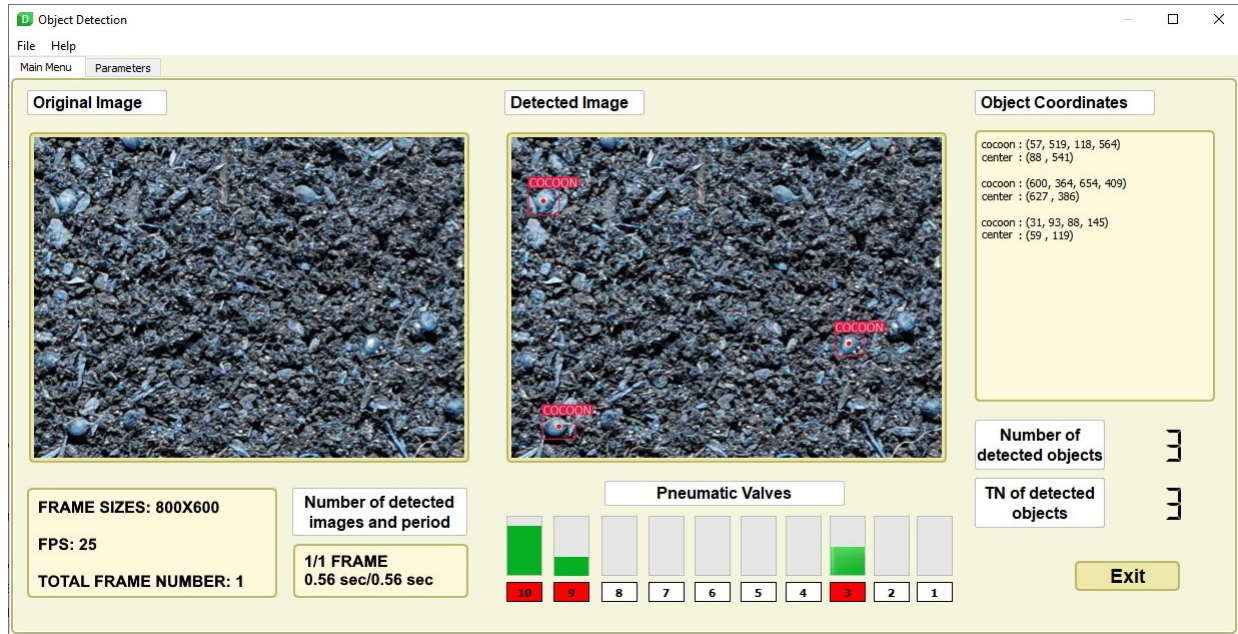 Object Detection
File Help
Main Menu Parameters
Original Image
Detected Image
Object Coordinates
COCOON
COCOON
COCOON
cocoon : (57, 519, 118, 564)
center : (88 , 541)
cocoon : (600, 364, 654, 409)
center : (627 , 386)
cocoon : (31, 93, 88, 145)
center : (59 , 119)
Number of
detected objects
3
TN of detected
objects
3
FRAME SIZES: 800X600
FPS: 25
TOTAL FRAME NUMBER: 1
Number of detected
images and period
1/1 FRAME
0.56 sec/0.56 sec
Pneumatic Valves
10 9 8 7 6 5 4 3 2 1
Exit